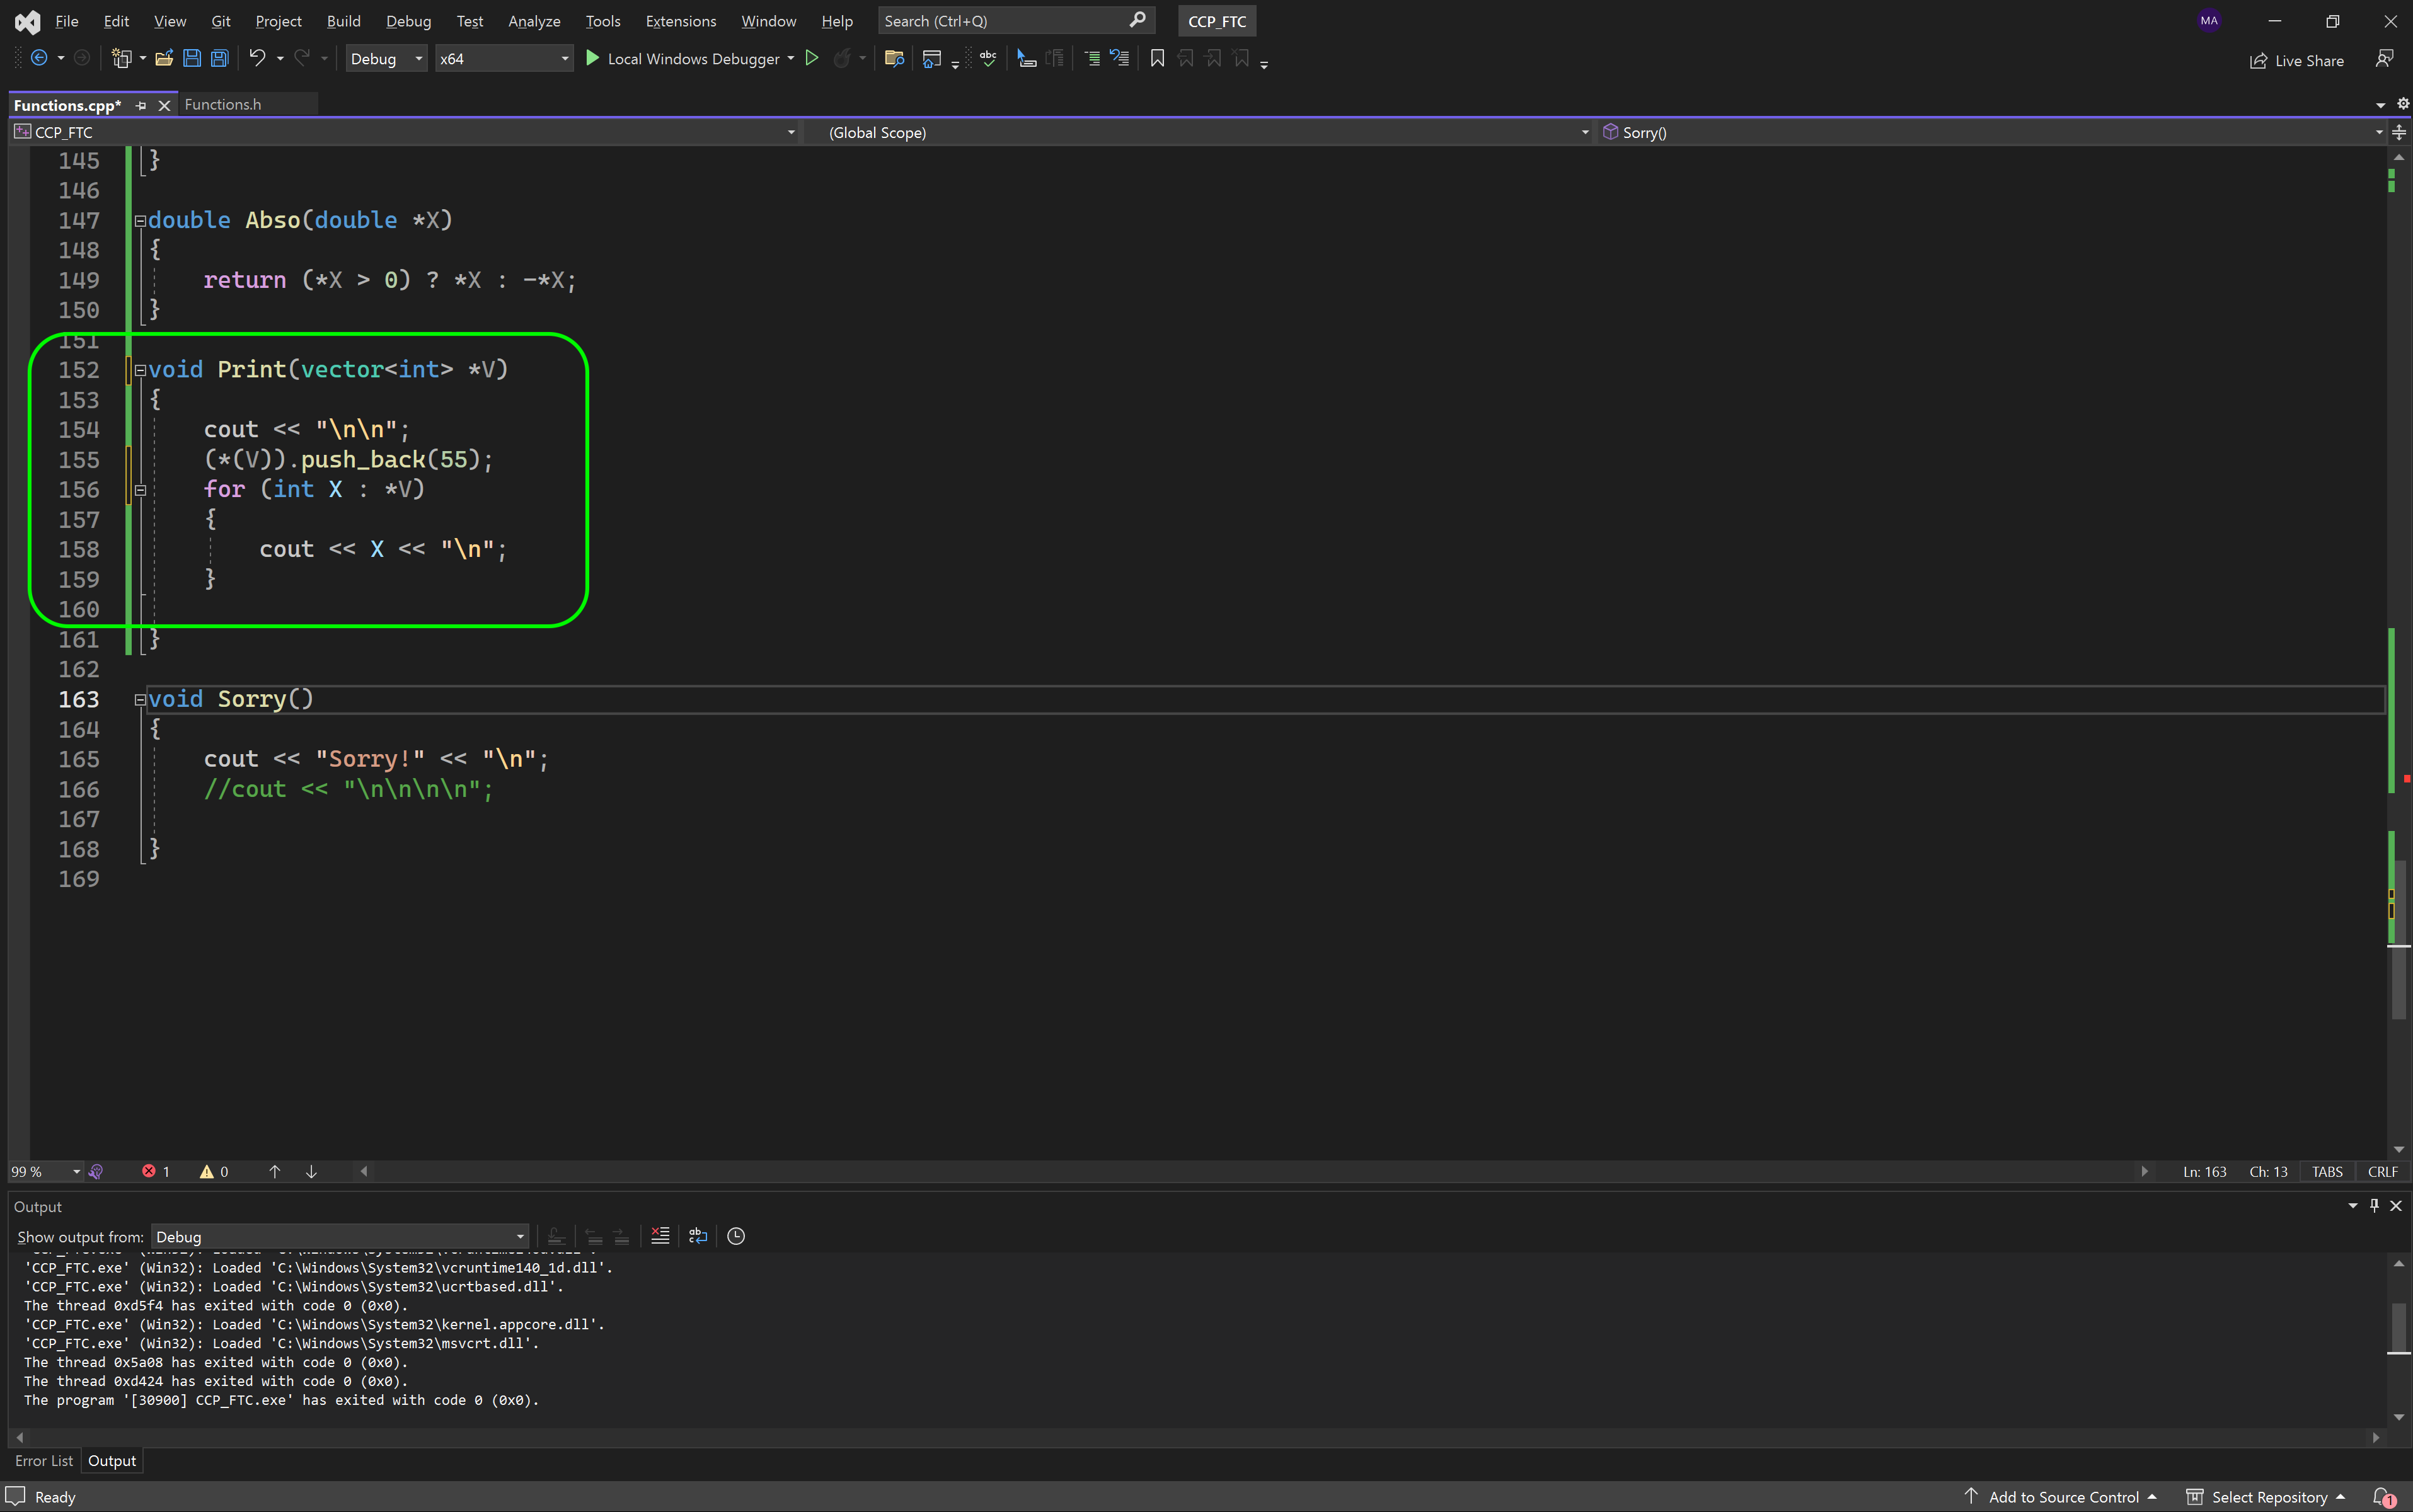 File Edit View Git Project Build Debug Test Analyze Tools Extensions Window Help Search (Ctrl+Q) CCP_FTC MA
Debug x64 Local Windows Debugger Live Share
Functions.cpp* Functions.h
CCP_FTC (Global Scope) Sorry()
145 }
146
147 double Abso(double *X)
148 {
149 return (*X > 0) ? *X : -*X;
150 }
151
152 void Print(vector<int> *V)
153 {
154 cout << "\n\n";
155 (*(V)).push_back(55);
156 for (int X : *V)
157 {
158 cout << X << "\n";
159 }
160
161 }
162
163 void Sorry()
164 {
165 cout << "Sorry!" << "\n";
166 //cout << "\n\n\n\n";
167
168 }
169
99 % 1 0 Ln: 163 Ch: 13 TABS CRLF
Output
Show output from: Debug
'CCP_FTC.exe' (Win32): Loaded 'C:\Windows\System32\vcruntime140_1d.dll'.
'CCP_FTC.exe' (Win32): Loaded 'C:\Windows\System32\ucrtbased.dll'.
The thread 0xd5f4 has exited with code 0 (0x0).
'CCP_FTC.exe' (Win32): Loaded 'C:\Windows\System32\kernel.appcore.dll'.
'CCP_FTC.exe' (Win32): Loaded 'C:\Windows\System32\msvcrt.dll'.
The thread 0x5a08 has exited with code 0 (0x0).
The thread 0xd424 has exited with code 0 (0x0).
The program '[30900] CCP_FTC.exe' has exited with code 0 (0x0).
Error List Output
Ready Add to Source Control Select Repository 1